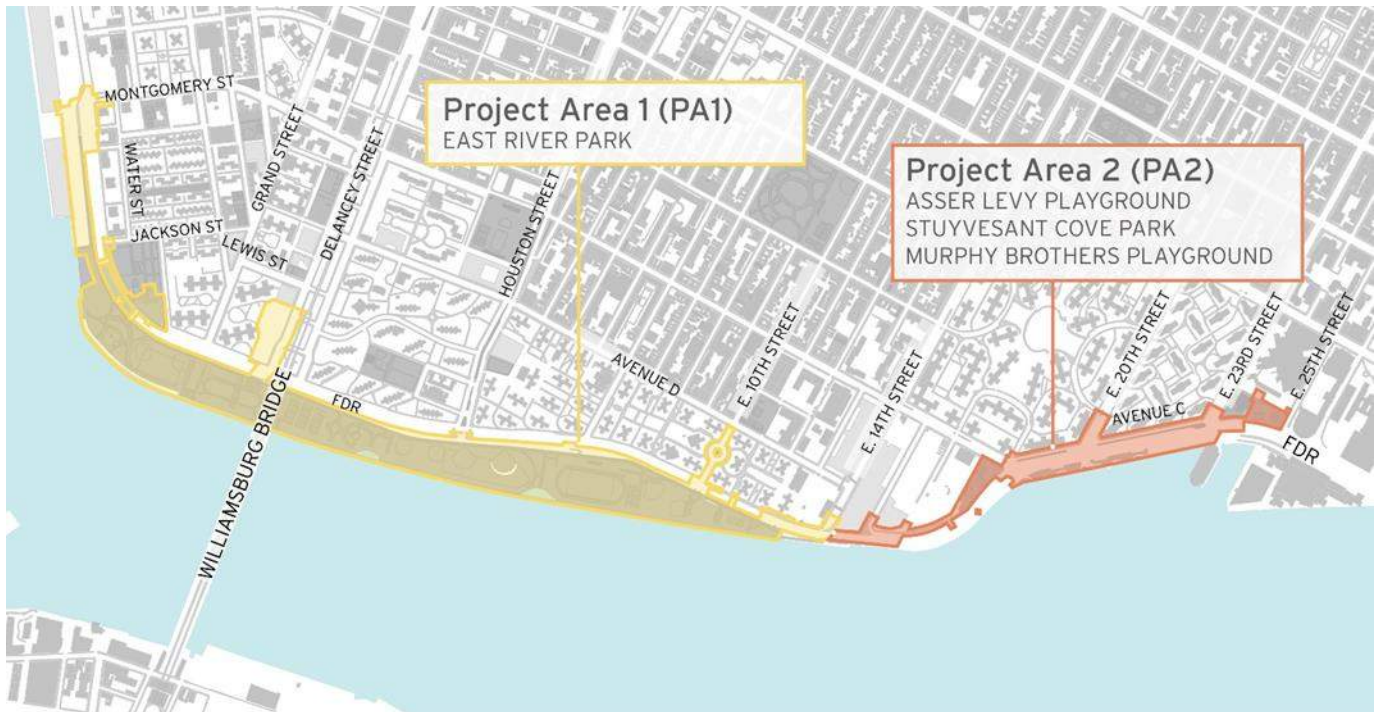 MONTGOMERY ST
WATER ST
JACKSON ST
GRAND STREET
LEWIS ST
DELANCEY STREET
HOUSTON STREET
Project Area 1 (PA1)
EAST RIVER PARK
Project Area 2 (PA2)
ASSER LEVY PLAYGROUND
STUYVESANT COVE PARK
MURPHY BROTHERS PLAYGROUND
WILLIAMSBURG BRIDGE
FDR
AVENUE D
E. 10TH STREET
E. 14TH STREET
E. 20TH STREET
AVENUE C
E. 23RD STREET
E. 25TH STREET
FDR